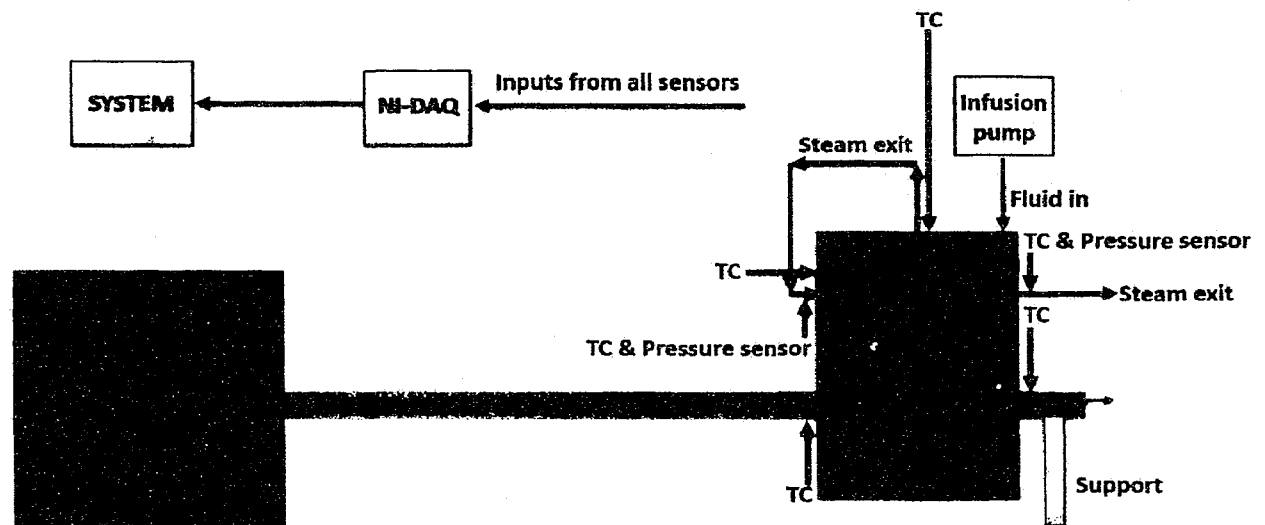 TC
SYSTEM
NI-DAQ
Inputs from all sensors
Infusion
pump
Steam exit
Fluid in
TC & Pressure sensor
TC
Steam exit
TC
TC & Pressure sensor
TC
Support